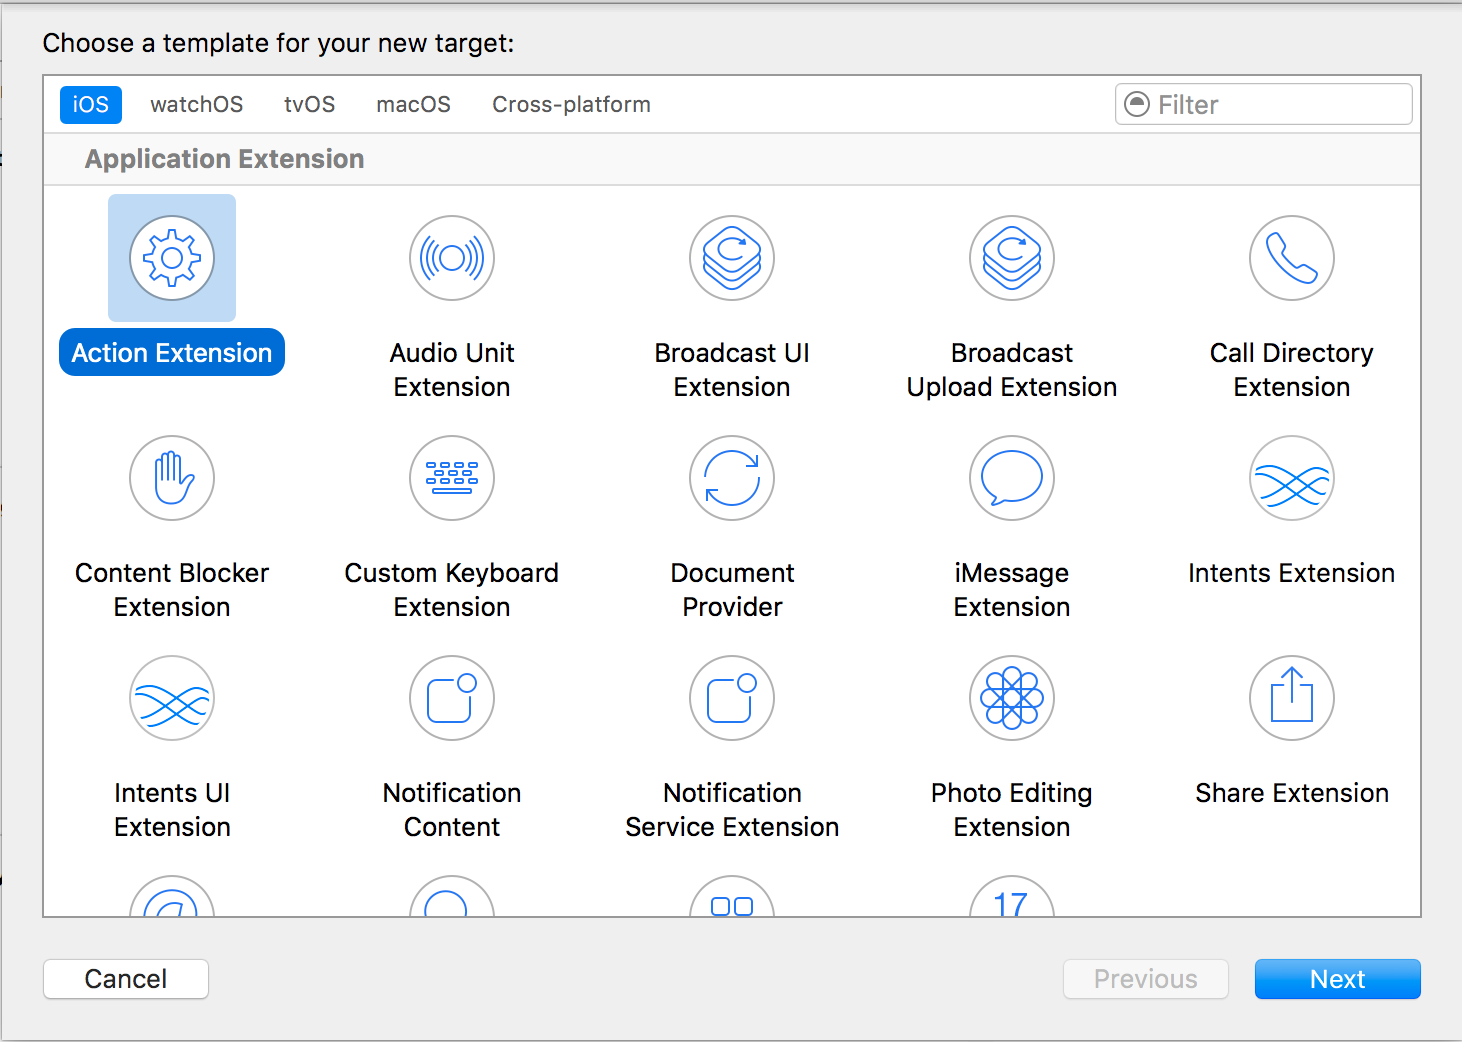 Choose a template for your new target:
iOS watchOS tvOS macOS Cross-platform Filter
Application Extension
Action Extension
Audio Unit
Extension
Broadcast UI
Extension
Broadcast
Upload Extension
Call Directory
Extension
Content Blocker
Extension
Custom Keyboard
Extension
Document
Provider
iMessage
Extension
Intents Extension
Intents UI
Extension
Notification
Content
Notification
Service Extension
Photo Editing
Extension
Share Extension
17
Cancel Previous Next